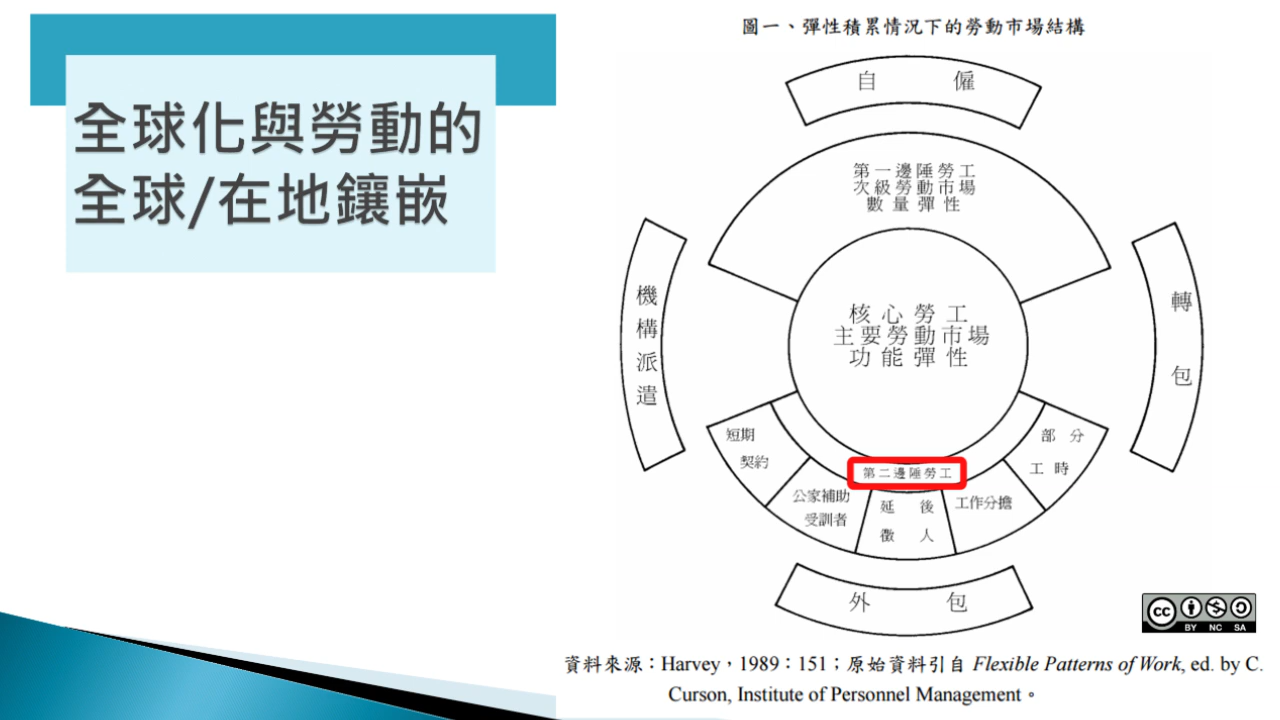 全球化與勞動的
全球/在地鑲嵌
圖一、彈性積累情況下的勞動市場結構
自 僱
第一邊陲勞工
次級勞動市場
數量彈性
機構派遣
轉包
核心勞工
主要勞動市場
功能彈性
短期
契約
第二邊陲勞工
部分
工時
公家補助
受訓者
延後
徵人
工作分擔
外 包
CC BY NC SA
資料來源：Harvey，1989：151；原始資料引自 Flexible Patterns of Work, ed. by C.
Curson, Institute of Personnel Management。